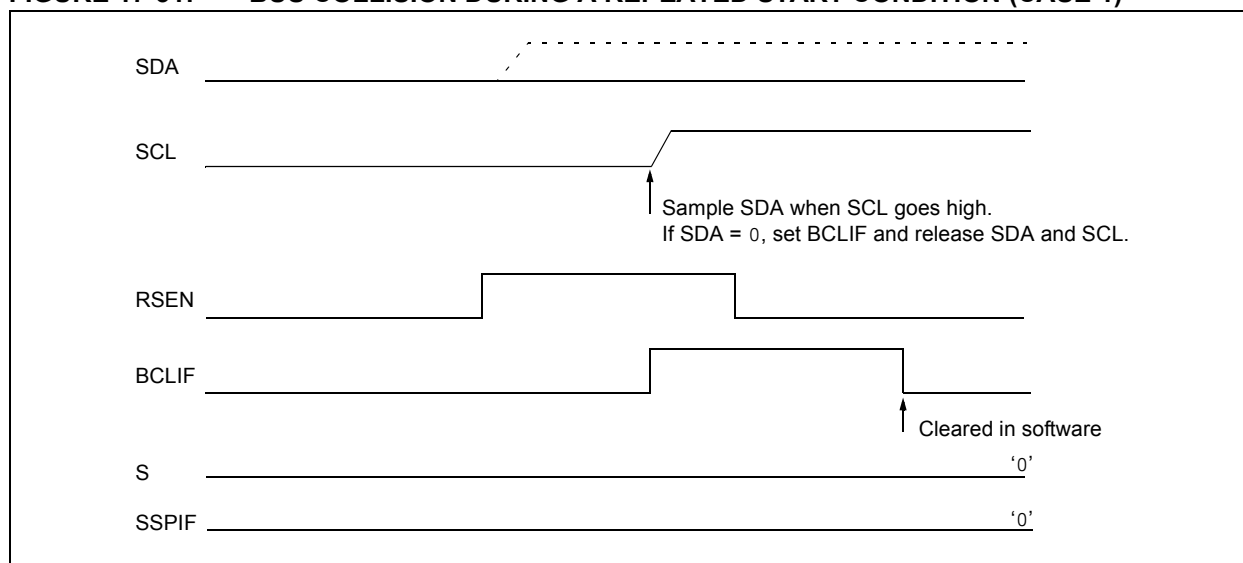 SDA
SCL
Sample SDA when SCL goes high.
If SDA = 0, set BCLIF and release SDA and SCL.
RSEN
BCLIF
Cleared in software
S
‘0’
SSPIF
‘0’